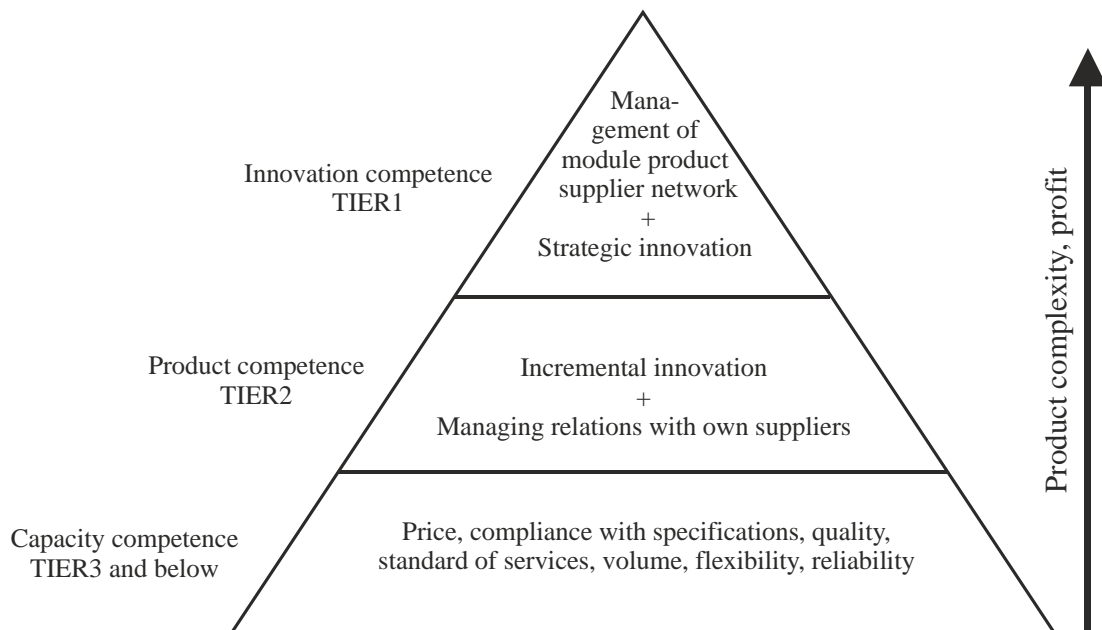 Mana-
gement of
module product
supplier network
+
Strategic innovation
Innovation competence
TIER1
Product competence
TIER2
Incremental innovation
+
Managing relations with own suppliers
Capacity competence
TIER3 and below
Price, compliance with specifications, quality,
standard of services, volume, flexibility, reliability
Product complexity, profit